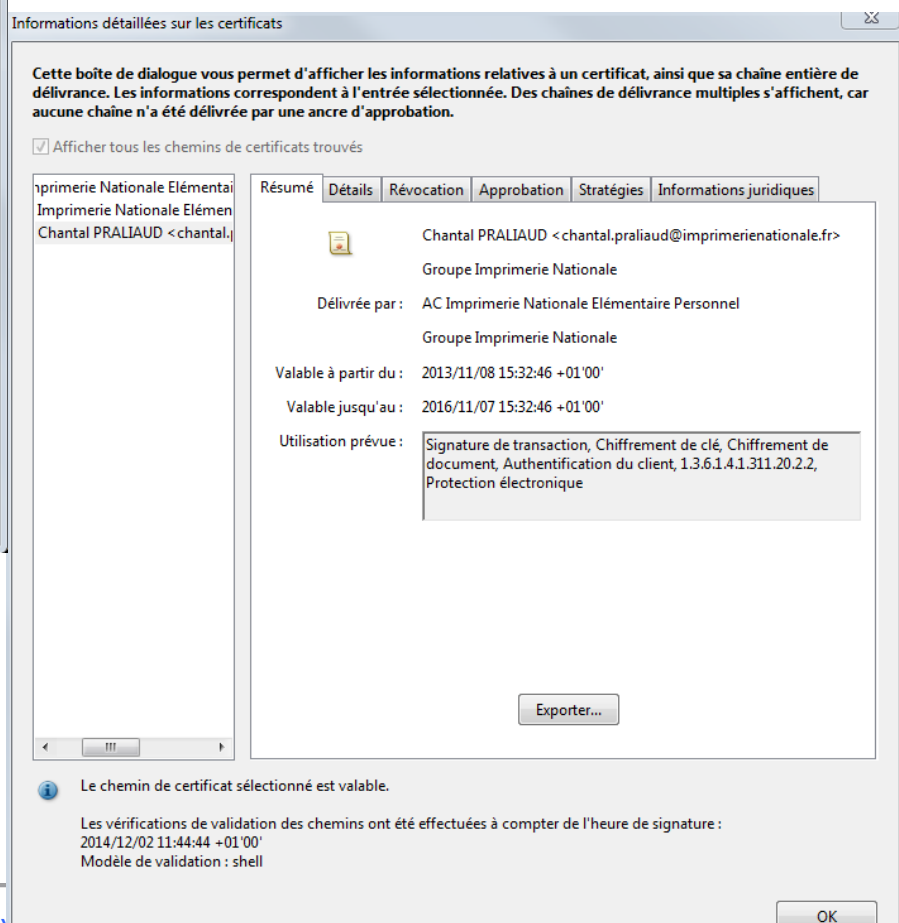 Informations détaillées sur les certificats
Cette boîte de dialogue vous permet d'afficher les informations relatives à un certificat, ainsi que sa chaîne entière de
délivrance. Les informations correspondent à l'entrée sélectionnée. Des chaînes de délivrance multiples s'affichent, car
aucune chaîne n'a été délivrée par une ancre d'approbation.
Afficher tous les chemins de certificats trouvés
nprimerie Nationale Elémentai
Imprimerie Nationale Elémen
Chantal PRALIAUD <chantal.p
Résumé Détails Révocation Approbation Stratégies Informations juridiques
Chantal PRALIAUD <chantal.praliaud@imprimerienationale.fr>
Groupe Imprimerie Nationale
Délivrée par : AC Imprimerie Nationale Elémentaire Personnel
Groupe Imprimerie Nationale
Valable à partir du : 2013/11/08 15:32:46 +01'00'
Valable jusqu'au : 2016/11/07 15:32:46 +01'00'
Utilisation prévue : Signature de transaction, Chiffrement de clé, Chiffrement de
document, Authentification du client, 1.3.6.1.4.1.311.20.2.2,
Protection électronique
Exporter...
Le chemin de certificat sélectionné est valable.
Les vérifications de validation des chemins ont été effectuées à compter de l'heure de signature :
2014/12/02 11:44:44 +01'00'
Modèle de validation : shell
OK